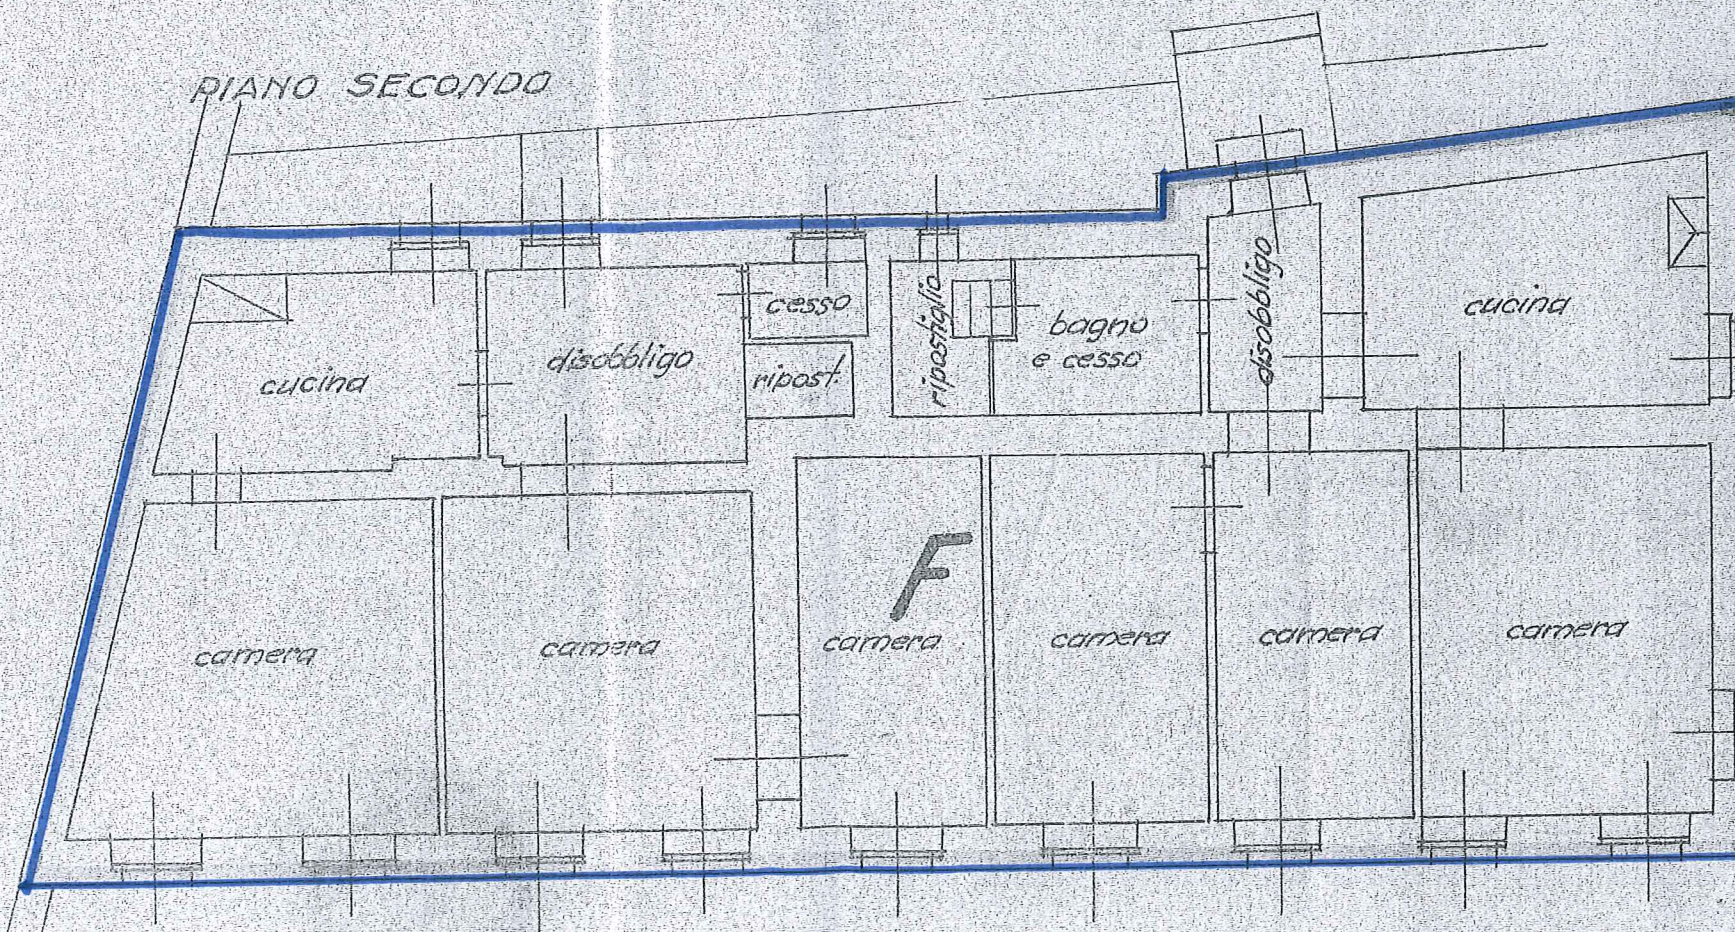 PIANO SECONDO
cucina
disobbligo
cesso
ripost.
ripostiglio
bagno
e cesso
disobbligo
cucina
F
camera
camera
camera
camera
camera
camera